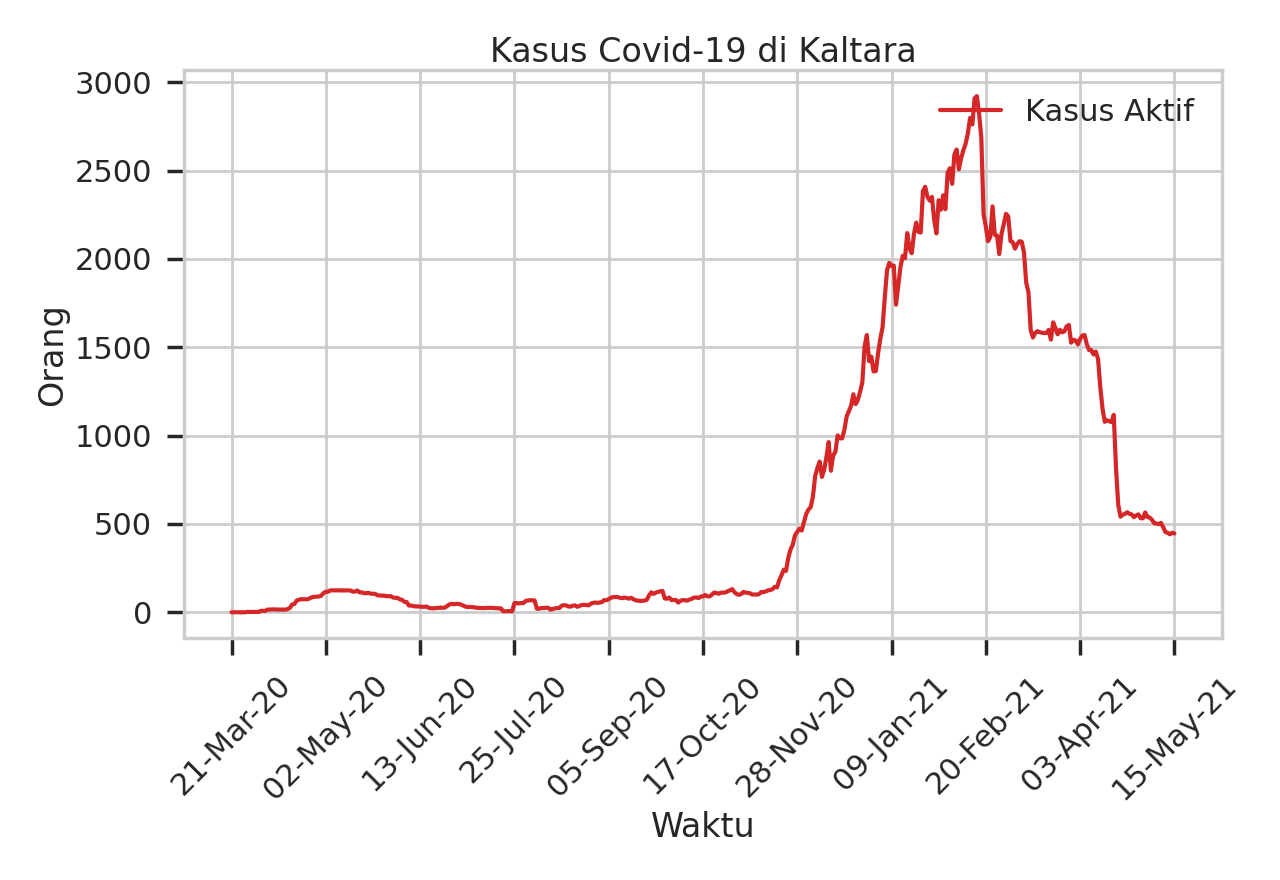 Kasus Covid-19 di Kaltara
Kasus Aktif
Orang
3000
2500
2000
1500
1000
500
0
21-Mar-20
02-May-20
13-Jun-20
25-Jul-20
05-Sep-20
17-Oct-20
28-Nov-20
09-Jan-21
20-Feb-21
03-Apr-21
15-May-21
Waktu